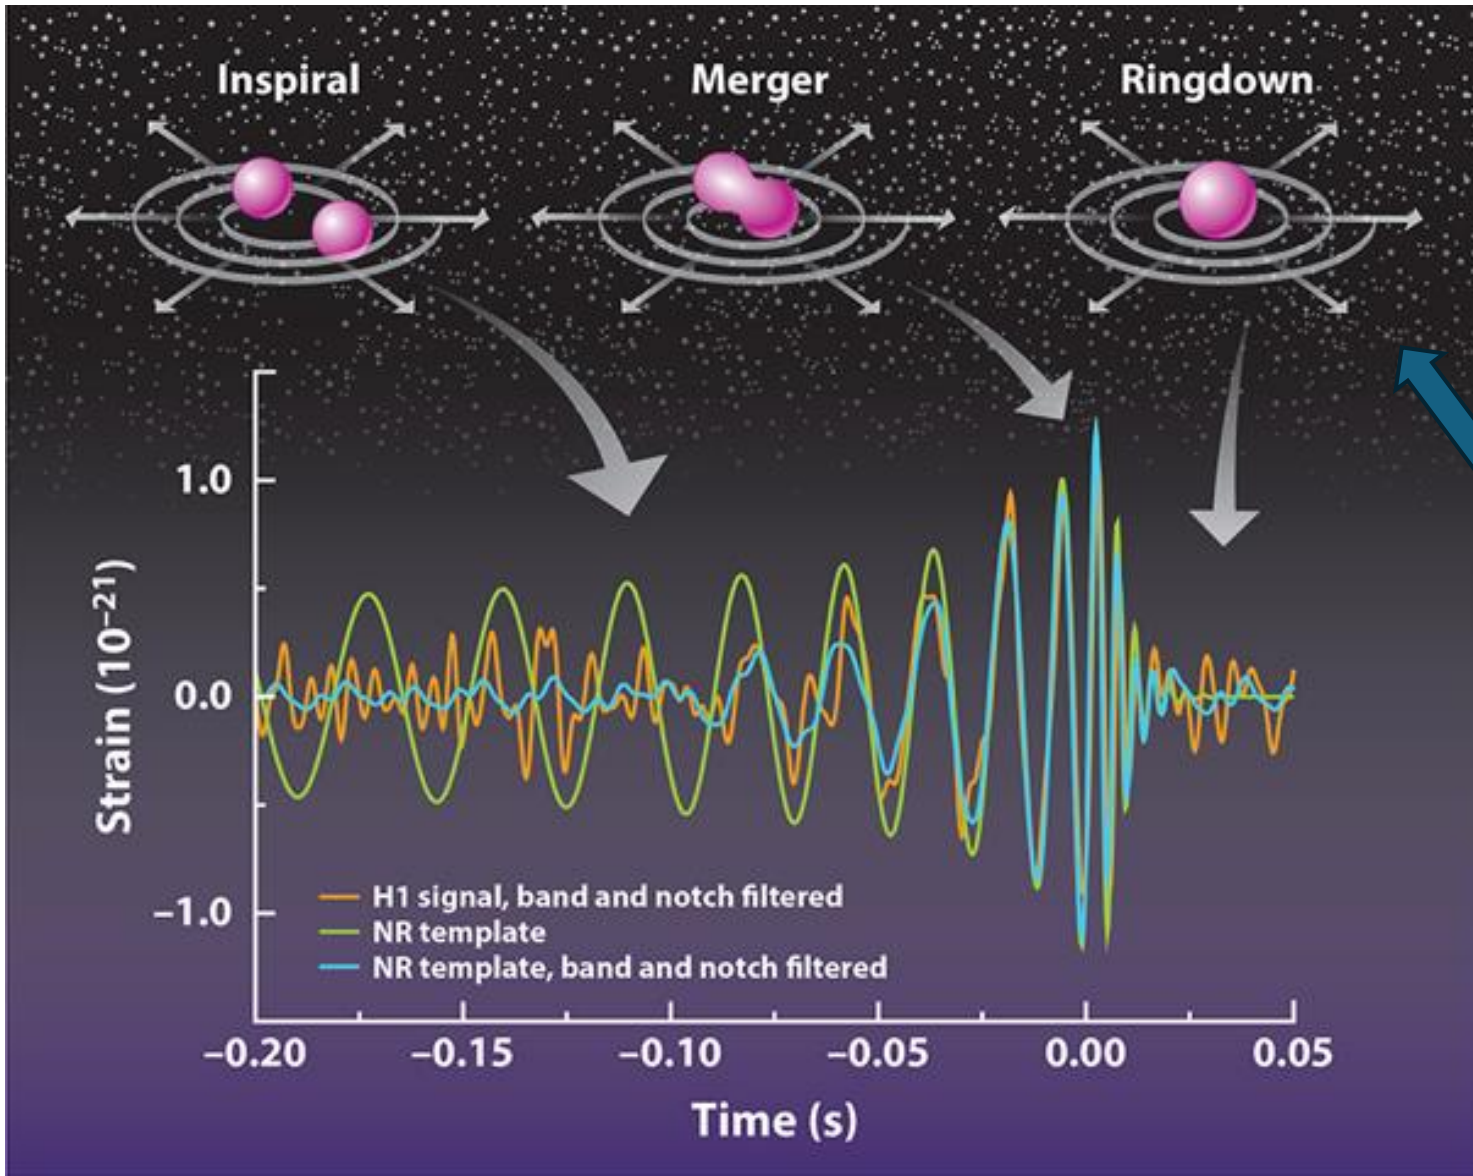 Inspiral
Merger
Ringdown
Strain (10⁻²¹)
1.0
0.0
–1.0
H1 signal, band and notch filtered
NR template
NR template, band and notch filtered
–0.20
–0.15
–0.10
–0.05
0.00
0.05
Time (s)